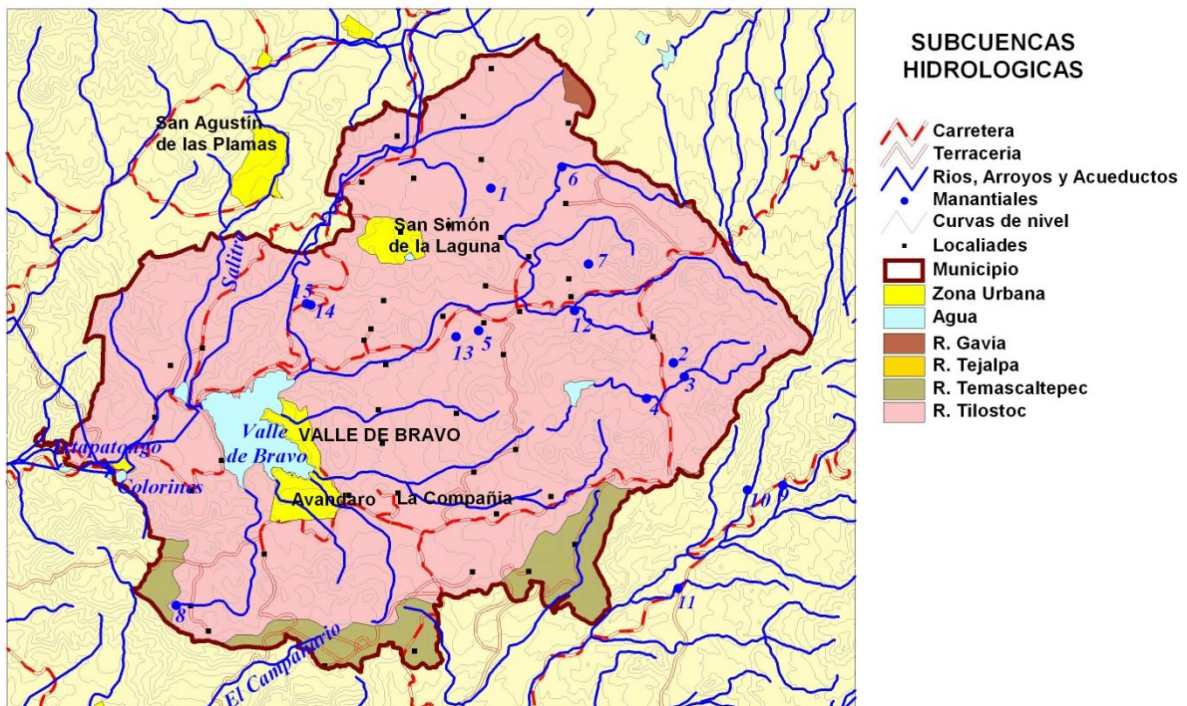 SUBCUENCAS
HIDROLOGICAS
Carretera
Terraceria
Rios, Arroyos y Acueductos
Manantiales
Curvas de nivel
Localiades
Municipio
Zona Urbana
Agua
R. Gavia
R. Tejalpa
R. Temascaltepec
R. Tilostoc
San Agustín
de las Plamas
6
1
San Simón
de la Laguna
Salitre
7
15
14
12
13
5
2
3
4
Valle
de Bravo
VALLE DE BRAVO
Colorines
Avandaro
La Compañia
10
9
11
8
El Campanario